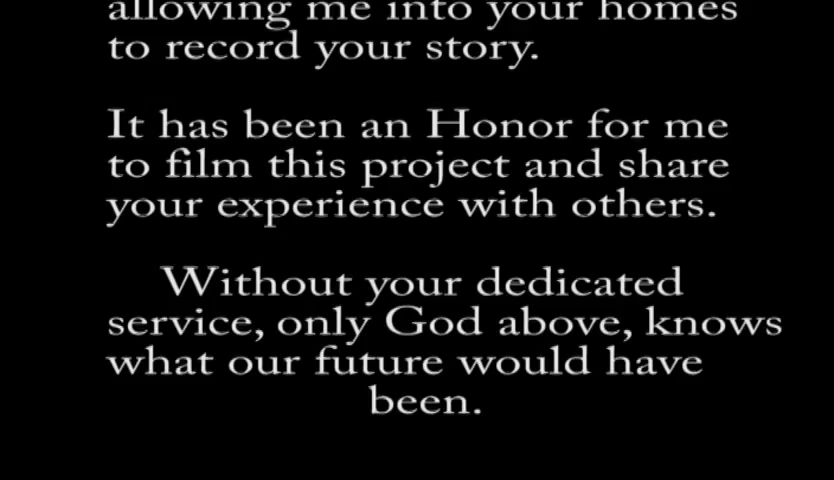 allowing me into your homes
to record your story.
It has been an Honor for me
to film this project and share
your experience with others.
Without your dedicated
service, only God above, knows
what our future would have
been.